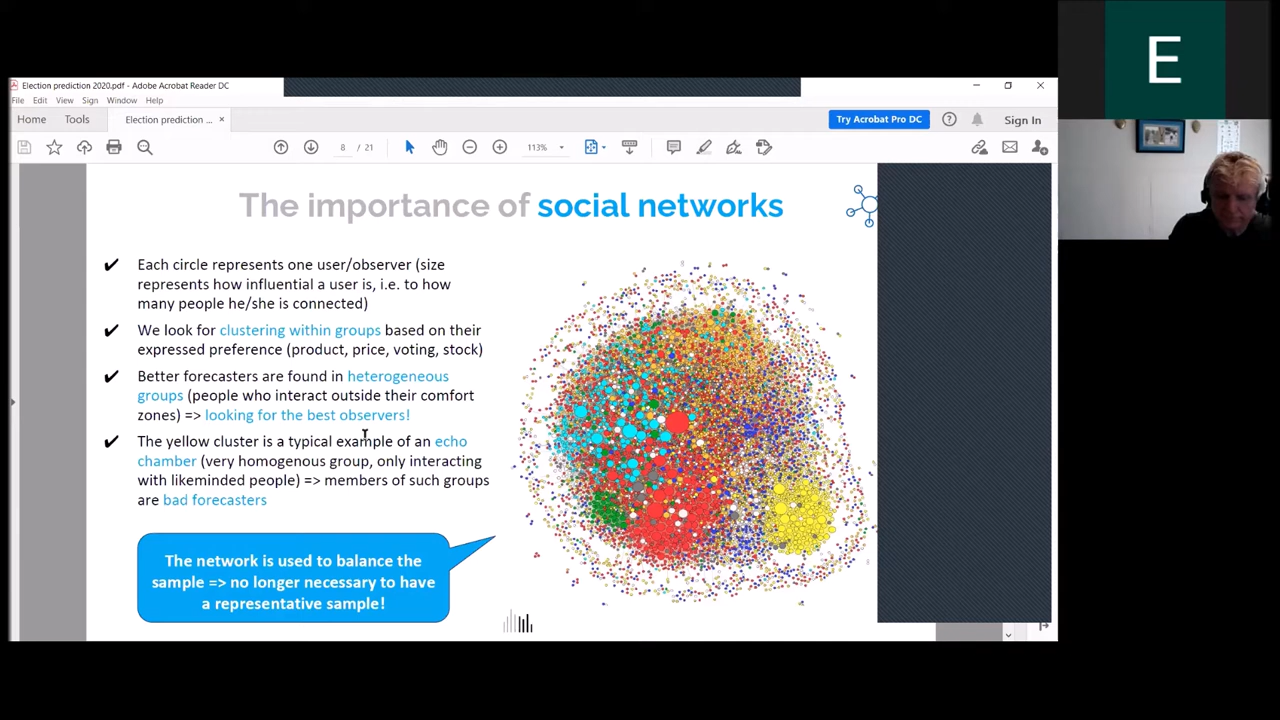 Election prediction 2020.pdf - Adobe Acrobat Reader DC
File Edit View Sign Window Help
Home Tools Election prediction ... × Try Acrobat Pro DC Sign In
8 / 21 113%
The importance of social networks
✔ Each circle represents one user/observer (size
represents how influential a user is, i.e. to how
many people he/she is connected)
✔ We look for clustering within groups based on their
expressed preference (product, price, voting, stock)
✔ Better forecasters are found in heterogeneous
groups (people who interact outside their comfort
zones) => looking for the best observers!
✔ The yellow cluster is a typical example of an echo
chamber (very homogenous group, only interacting
with likeminded people) => members of such groups
are bad forecasters
The network is used to balance the
sample => no longer necessary to have
a representative sample!
E